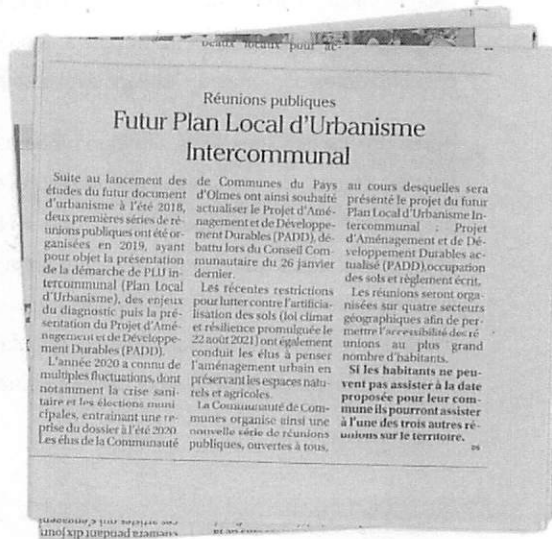 beaux locaux pour ac-
Réunions publiques
Futur Plan Local d'Urbanisme
Intercommunal
Suite au lancement des
études du futur document
d'urbanisme à l'été 2018,
deux premières séries de ré-
unions publiques ont été or-
ganisées en 2019, ayant
pour objet la présentation
de la démarche de PLU in-
tercommunal (Plan Local
d'Urbanisme), des enjeux
du diagnostic puis la pré-
sentation du Projet d'Amé-
nagement et de Développe-
ment Durables (PADD).
L'année 2020 a connu de
multiples fluctuations, dont
notamment la crise sani-
taire et les élections muni-
cipales, entrainant une re-
prise du dossier à l'été 2020.
Les élus de la Communauté
de Communes du Pays
d'Olmes ont ainsi souhaité
actualiser le Projet d'Amé-
nagement et de Développe-
ment Durables (PADD), dé-
battu lors du Conseil Com-
munautaire du 26 janvier
dernier.
Les récentes restrictions
pour lutter contre l'artificia-
lisation des sols (loi climat
et résilience promulguée le
22 août 2021) ont également
conduit les élus à penser
l'aménagement urbain en
préservant les espaces natu-
rels et agricoles.
La Communauté de Com-
munes organise ainsi une
nouvelle série de réunions
publiques, ouvertes à tous,
au cours desquelles sera
présenté le projet du futur
Plan Local d'Urbanisme In-
tercommunal : Projet
d'Aménagement et de Dé-
veloppement Durables ac-
tualisé (PADD),occupation
des sols et règlement écrit.
Les réunions seront orga-
nisées sur quatre secteurs
géographiques afin de per-
mettre l'accessibilité des ré-
unions au plus grand
nombre d'habitants.
Si les habitants ne peu-
vent pas assister à la date
proposée pour leur com-
mune ils pourront assister
à l'une des trois autres ré-
unions sur le territoire.